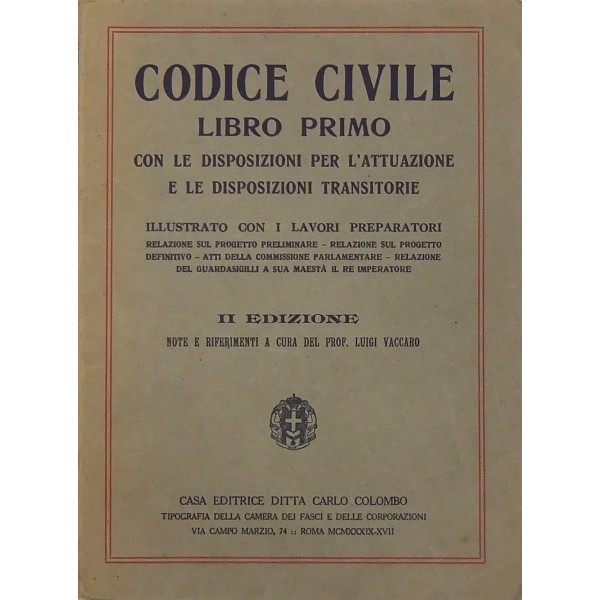 CODICE CIVILE
LIBRO PRIMO
CON LE DISPOSIZIONI PER L'ATTUAZIONE
E LE DISPOSIZIONI TRANSITORIE
ILLUSTRATO CON I LAVORI PREPARATORI
RELAZIONE SUL PROGETTO PRELIMINARE – RELAZIONE SUL PROGETTO
DEFINITIVO – ATTI DELLA COMMISSIONE PARLAMENTARE – RELAZIONE
DEL GUARDASIGILLI A SUA MAESTÀ IL RE IMPERATORE
II EDIZIONE
NOTE E RIFERIMENTI A CURA DEL PROF. LUIGI VACCARO
CASA EDITRICE DITTA CARLO COLOMBO
TIPOGRAFIA DELLA CAMERA DEI FASCI E DELLE CORPORAZIONI
VIA CAMPO MARZIO, 74 :: ROMA MCMXXXIX-XVII